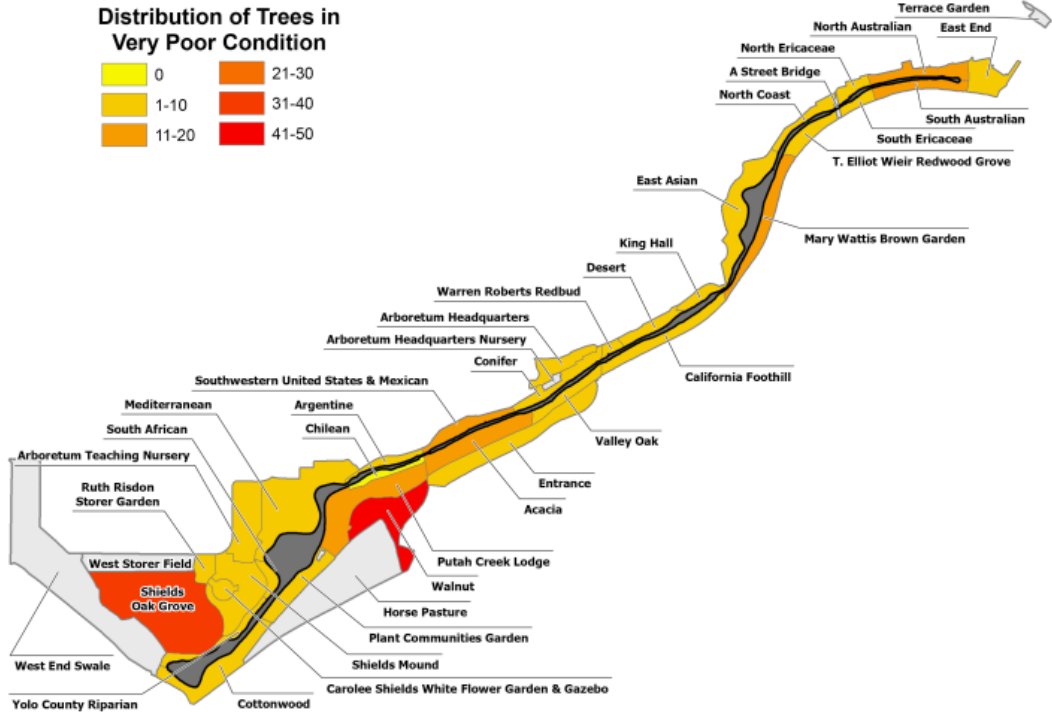 Distribution of Trees in
Very Poor Condition
0
1-10
11-20
21-30
31-40
41-50
Terrace Garden
North Australian
East End
North Ericaceae
A Street Bridge
North Coast
South Australian
South Ericaceae
T. Elliot Wieir Redwood Grove
East Asian
Mary Wattis Brown Garden
King Hall
Desert
Warren Roberts Redbud
Arboretum Headquarters
Arboretum Headquarters Nursery
Conifer
California Foothill
Southwestern United States & Mexican
Mediterranean
Argentine
South African
Chilean
Valley Oak
Arboretum Teaching Nursery
Entrance
Ruth Risdon
Storer Garden
Acacia
West Storer Field
Putah Creek Lodge
Shields
Oak Grove
Walnut
Horse Pasture
Plant Communities Garden
West End Swale
Shields Mound
Carolee Shields White Flower Garden & Gazebo
Yolo County Riparian
Cottonwood